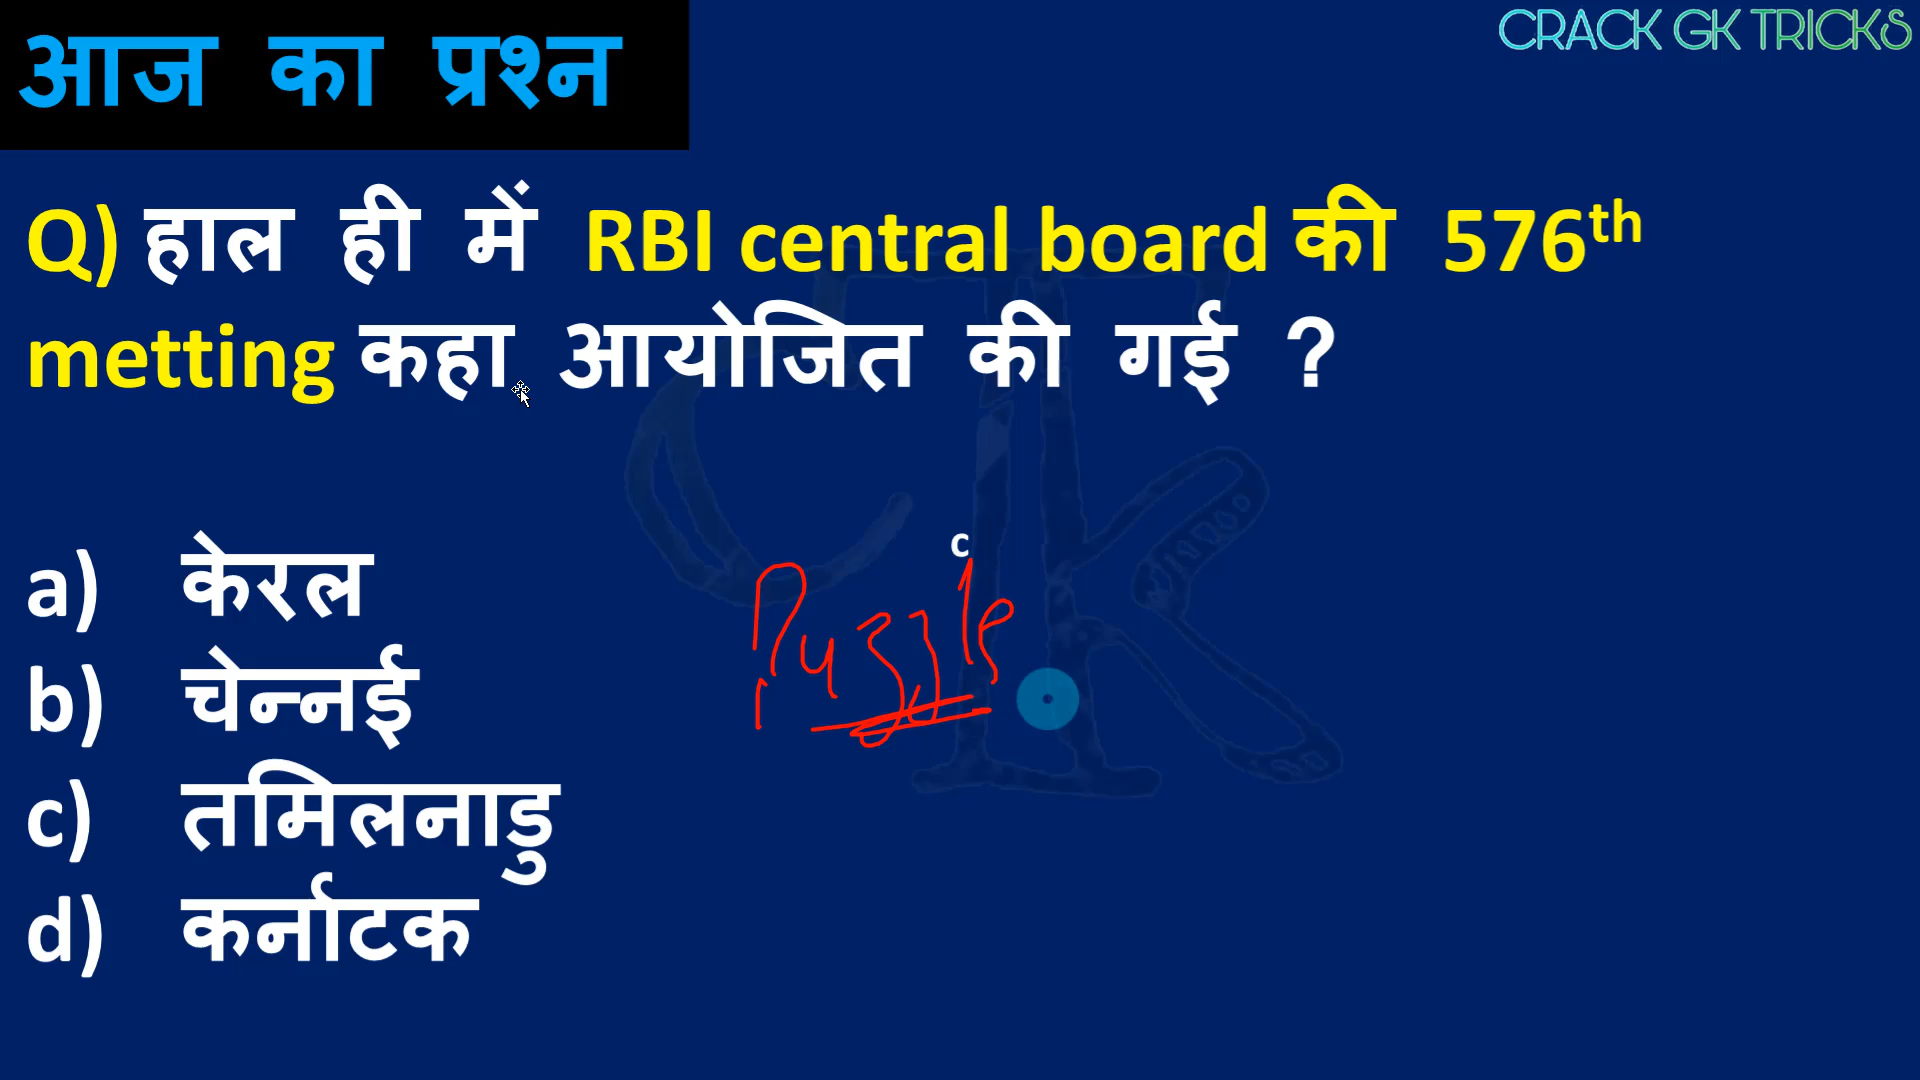 आज का प्रश्न
CRACK GK TRICKS
Q) हाल ही में RBI central board की 576th
metting कहा आयोजित की गई ?
c
a) केरल
Puzzle
b) चेन्नई
c) तमिलनाडु
d) कर्नाटक